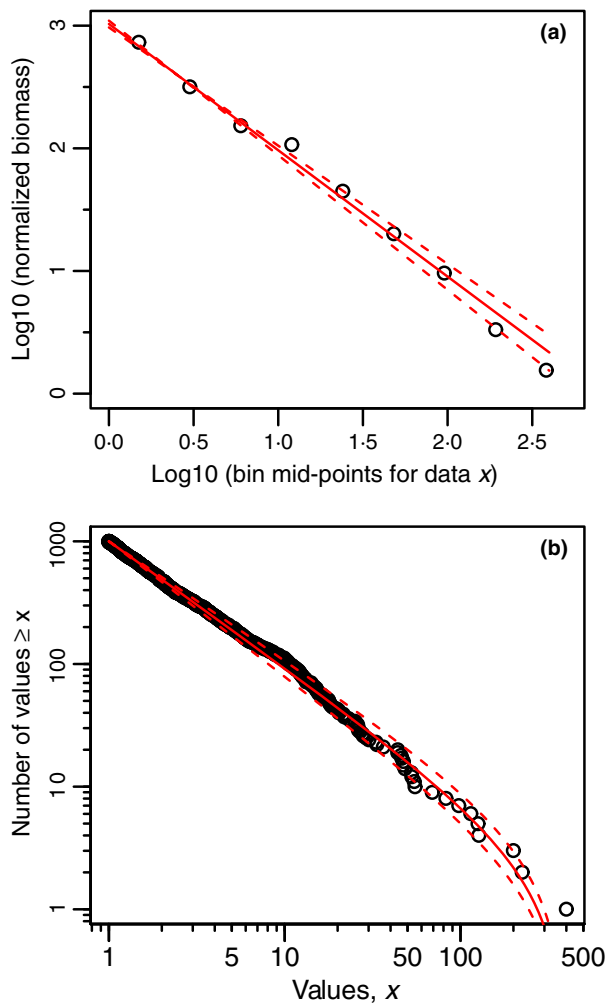 (a)
Log10 (normalized biomass)
3
2
1
0
0·0 0·5 1·0 1·5 2·0 2·5
Log10 (bin mid-points for data x)
(b)
Number of values ≥ x
1000
100
10
1
1 5 10 50 100 500
Values, x